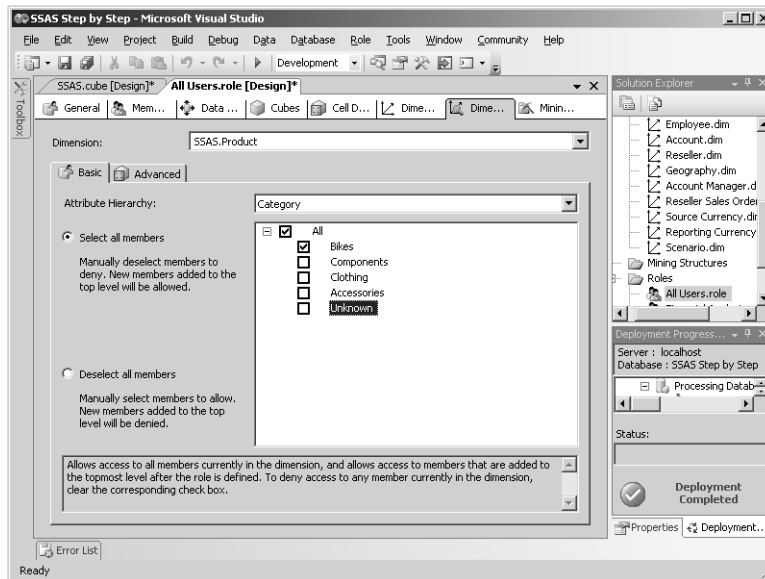 SSAS Step by Step - Microsoft Visual Studio
File Edit View Project Build Debug Data Database Role Tools Window Community Help
Development
Toolbox
SSAS.cube [Design]* All Users.role [Design]*
General Mem... Data ... Cubes Cell D... Dime... Dime... Minin...
Dimension: SSAS.Product
Basic Advanced
Attribute Hierarchy: Category
Select all members
Manually deselect members to
deny. New members added to the
top level will be allowed.
All
Bikes
Components
Clothing
Accessories
Unknown
Deselect all members
Manually select members to allow.
New members added to the top
level will be denied.
Allows access to all members currently in the dimension, and allows access to members that are added to
the topmost level after the role is defined. To deny access to any member currently in the dimension,
clear the corresponding check box.
Solution Explorer
Employee.dim
Account.dim
Reseller.dim
Geography.dim
Account Manager.d
Reseller Sales Order
Source Currency.dir
Reporting Currency
Scenario.dim
Mining Structures
Roles
All Users.role
Deployment Progress...
Server : localhost
Database : SSAS Step by Step
Processing Datab
Status:
Deployment
Completed
Properties Deployment...
Error List
Ready